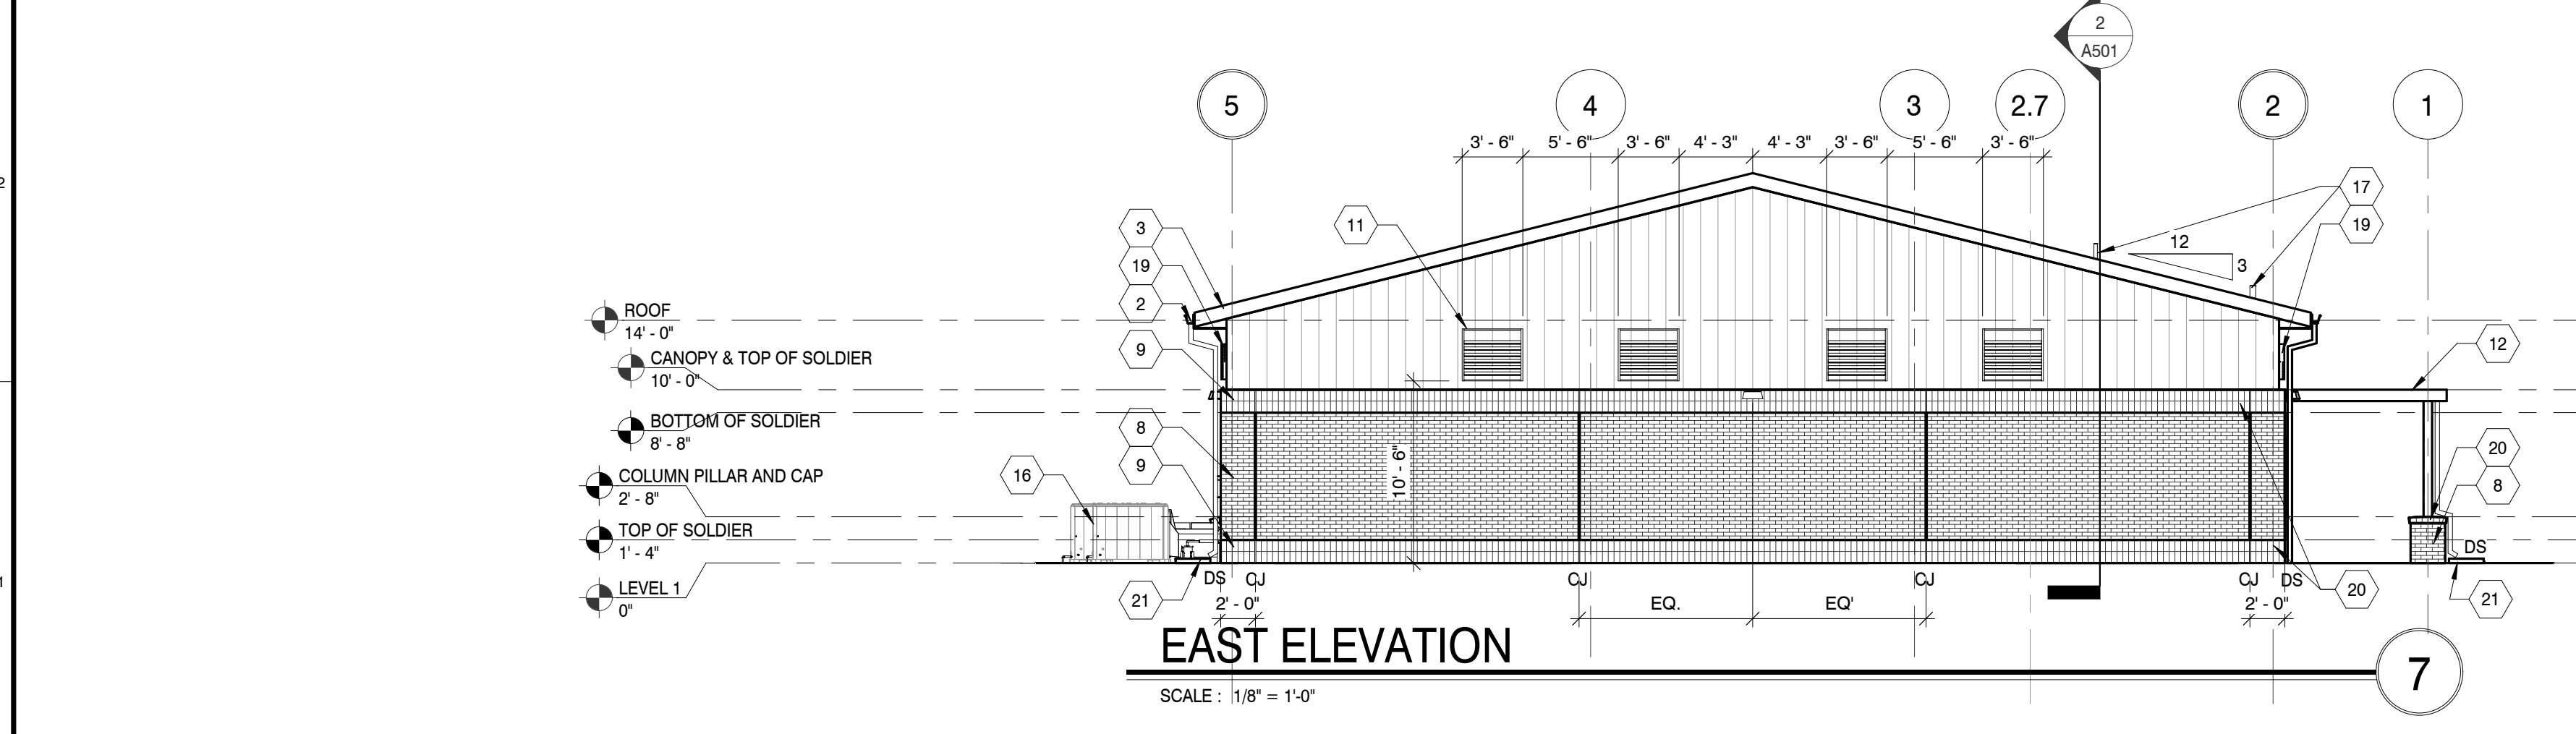 2
A501
5
4
3
2.7
2
1
3' - 6"
5' - 6"
3' - 6"
4' - 3"
4' - 3"
3' - 6"
5' - 6"
3' - 6"
2
17
19
12
3
11
3
19
2
9
ROOF
14' - 0"
CANOPY & TOP OF SOLDIER
10' - 0"
12
BOTTOM OF SOLDIER
8' - 8"
8
9
10' - 6"
20
8
COLUMN PILLAR AND CAP
2' - 8"
16
TOP OF SOLDIER
1' - 4"
DS
LEVEL 1
0"
21
DS
CJ
CJ
CJ
CJ
DS
20
21
2' - 0"
EQ.
EQ'
2' - 0"
1
EAST ELEVATION
7
SCALE : 1/8" = 1'-0"